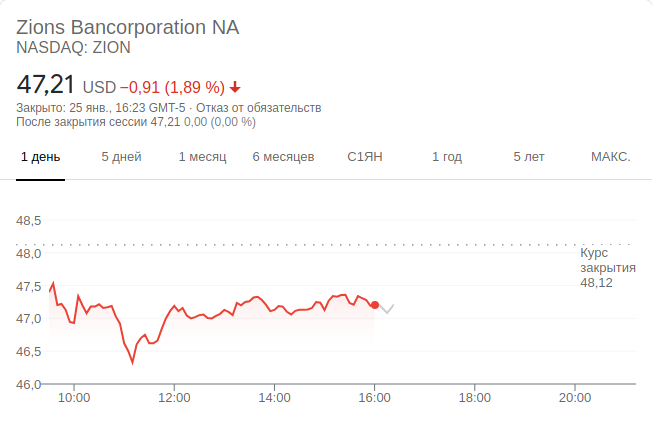 Zions Bancorporation NA
NASDAQ: ZION
47,21 USD −0,91 (1,89 %)
Закрыто: 25 янв., 16:23 GMT-5 · Отказ от обязательств
После закрытия сессии 47,21 0,00 (0,00 %)
1 день 5 дней 1 месяц 6 месяцев С1ЯН 1 год 5 лет МАКС.
48,5
48,0
Курс
закрытия
48,12
47,5
47,0
46,5
46,0
10:00 12:00 14:00 16:00 18:00 20:00